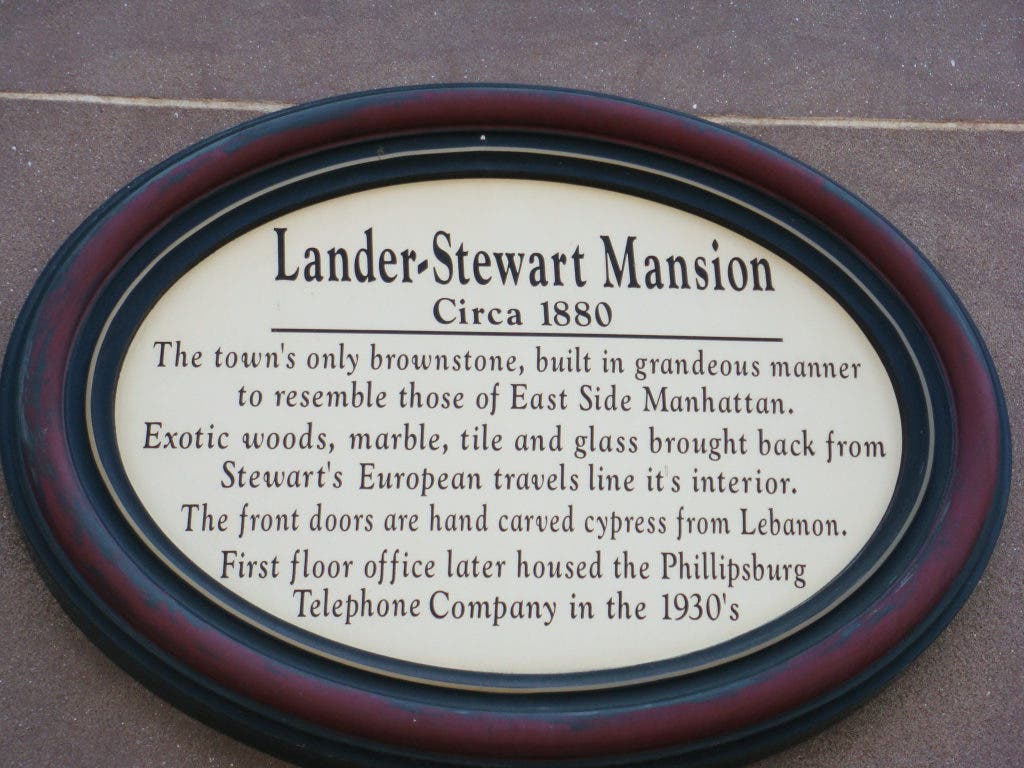 Lander-Stewart Mansion
Circa 1880
The town's only brownstone, built in grandeous manner
to resemble those of East Side Manhattan.
Exotic woods, marble, tile and glass brought back from
Stewart's European travels line it's interior.
The front doors are hand carved cypress from Lebanon.
First floor office later housed the Phillipsburg
Telephone Company in the 1930's